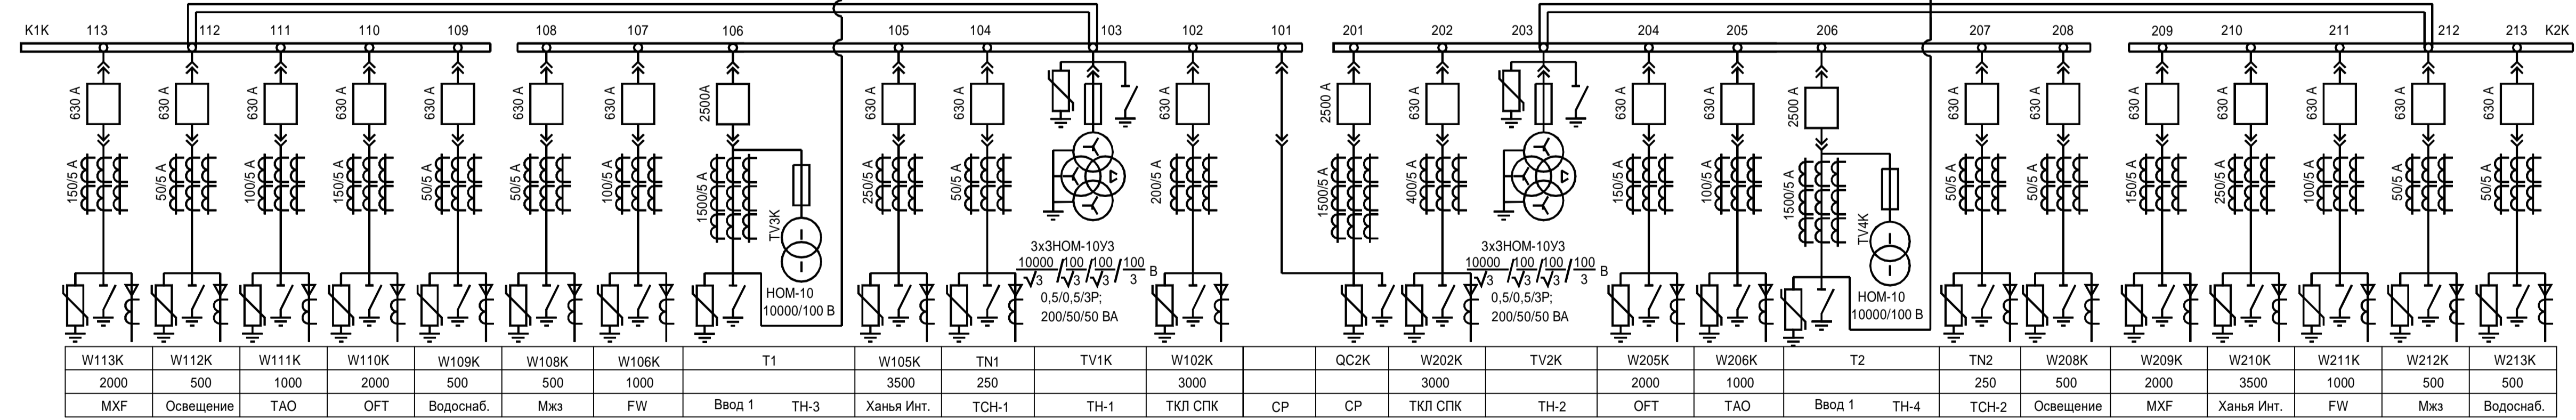 K1K 113 112 111 110 109 108 107 106 105 104 103 102 101 201 202 203 204 205 206 207 208 209 210 211 212 213 K2K
630 А 630 А 630 А 630 А 630 А 630 А 630 А 2500А 630 А 630 А 630 А 2500 А 630 А 630 А 630 А 2500 А 630 А 630 А 630 А 630 А 630 А 630 А 630 А
150/5 А 50/5 А 100/5 А 150/5 А 50/5 А 50/5 А 100/5 А 1500/5 А 250/5 А 50/5 А 200/5 А 1500/5 А 400/5 А 150/5 А 100/5 А 1500/5 А 50/5 А 50/5 А 150/5 А 250/5 А 100/5 А 50/5 А 50/5 А
TV3K TV4K
3х3НОМ-10У3 3х3НОМ-10У3
10000/√3 / 100/√3 / 100/√3 / 100/3 В 10000/√3 / 100/√3 / 100/√3 / 100/3 В
НОМ-10 0,5/0,5/3Р; 0,5/0,5/3Р; НОМ-10
10000/100 В 200/50/50 ВА 200/50/50 ВА 10000/100 В
W113K W112K W111K W110K W109K W108K W106K T1 W105K TN1 TV1K W102K QC2K W202K TV2K W205K W206K T2 TN2 W208K W209K W210K W211K W212K W213K
2000 500 1000 2000 500 500 1000 3500 250 3000 3000 2000 1000 250 500 2000 3500 1000 500 500
MXF Освещение ТАО OFT Водоснаб. Мжз FW Ввод 1 ТН-3 Ханья Инт. ТСН-1 ТН-1 ТКЛ СПК СР СР ТКЛ СПК ТН-2 OFT ТАО Ввод 1 ТН-4 ТСН-2 Освещение MXF Ханья Инт. FW Мжз Водоснаб.